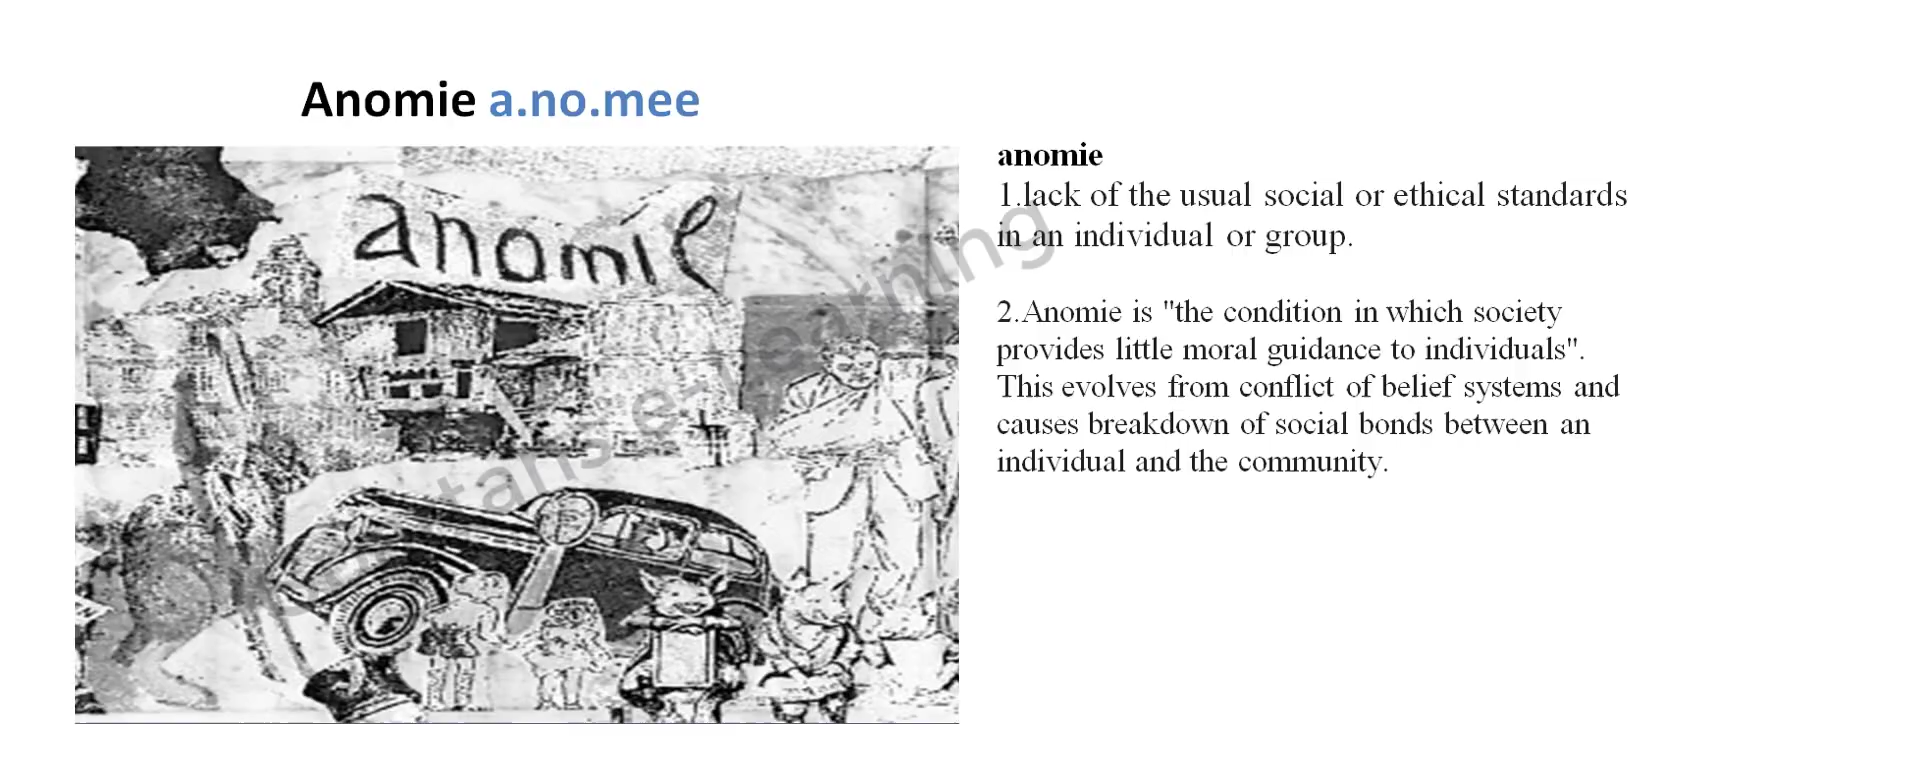 Anomie a.no.mee
anomie
anomie
1.lack of the usual social or ethical standards
in an individual or group.
2.Anomie is "the condition in which society
provides little moral guidance to individuals".
This evolves from conflict of belief systems and
causes breakdown of social bonds between an
individual and the community.
e-Learning